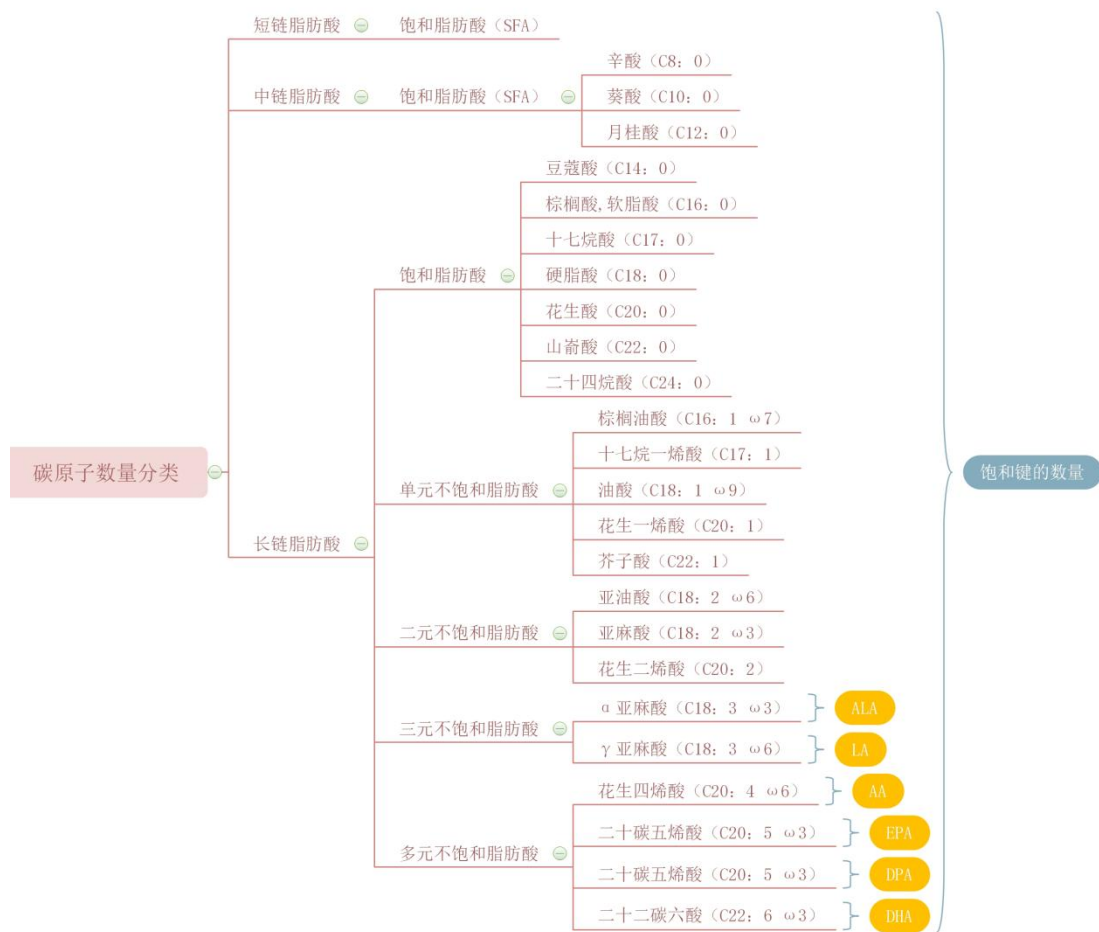 短链脂肪酸
饱和脂肪酸（SFA）
中链脂肪酸
饱和脂肪酸（SFA）
辛酸（C8：0）
葵酸（C10：0）
月桂酸（C12：0）
豆蔻酸（C14：0）
棕榈酸,软脂酸（C16：0）
十七烷酸（C17：0）
饱和脂肪酸
硬脂酸（C18：0）
花生酸（C20：0）
山嵛酸（C22：0）
二十四烷酸（C24：0）
碳原子数量分类
长链脂肪酸
单元不饱和脂肪酸
棕榈油酸（C16：1 ω7）
十七烷一烯酸（C17：1）
油酸（C18：1 ω9）
花生一烯酸（C20：1）
芥子酸（C22：1）
二元不饱和脂肪酸
亚油酸（C18：2 ω6）
亚麻酸（C18：2 ω3）
花生二烯酸（C20：2）
三元不饱和脂肪酸
α亚麻酸（C18：3 ω3）
ALA
γ亚麻酸（C18：3 ω6）
LA
多元不饱和脂肪酸
花生四烯酸（C20：4 ω6）
AA
二十碳五烯酸（C20：5 ω3）
EPA
二十碳五烯酸（C20：5 ω3）
DPA
二十二碳六酸（C22：6 ω3）
DHA
饱和键的数量